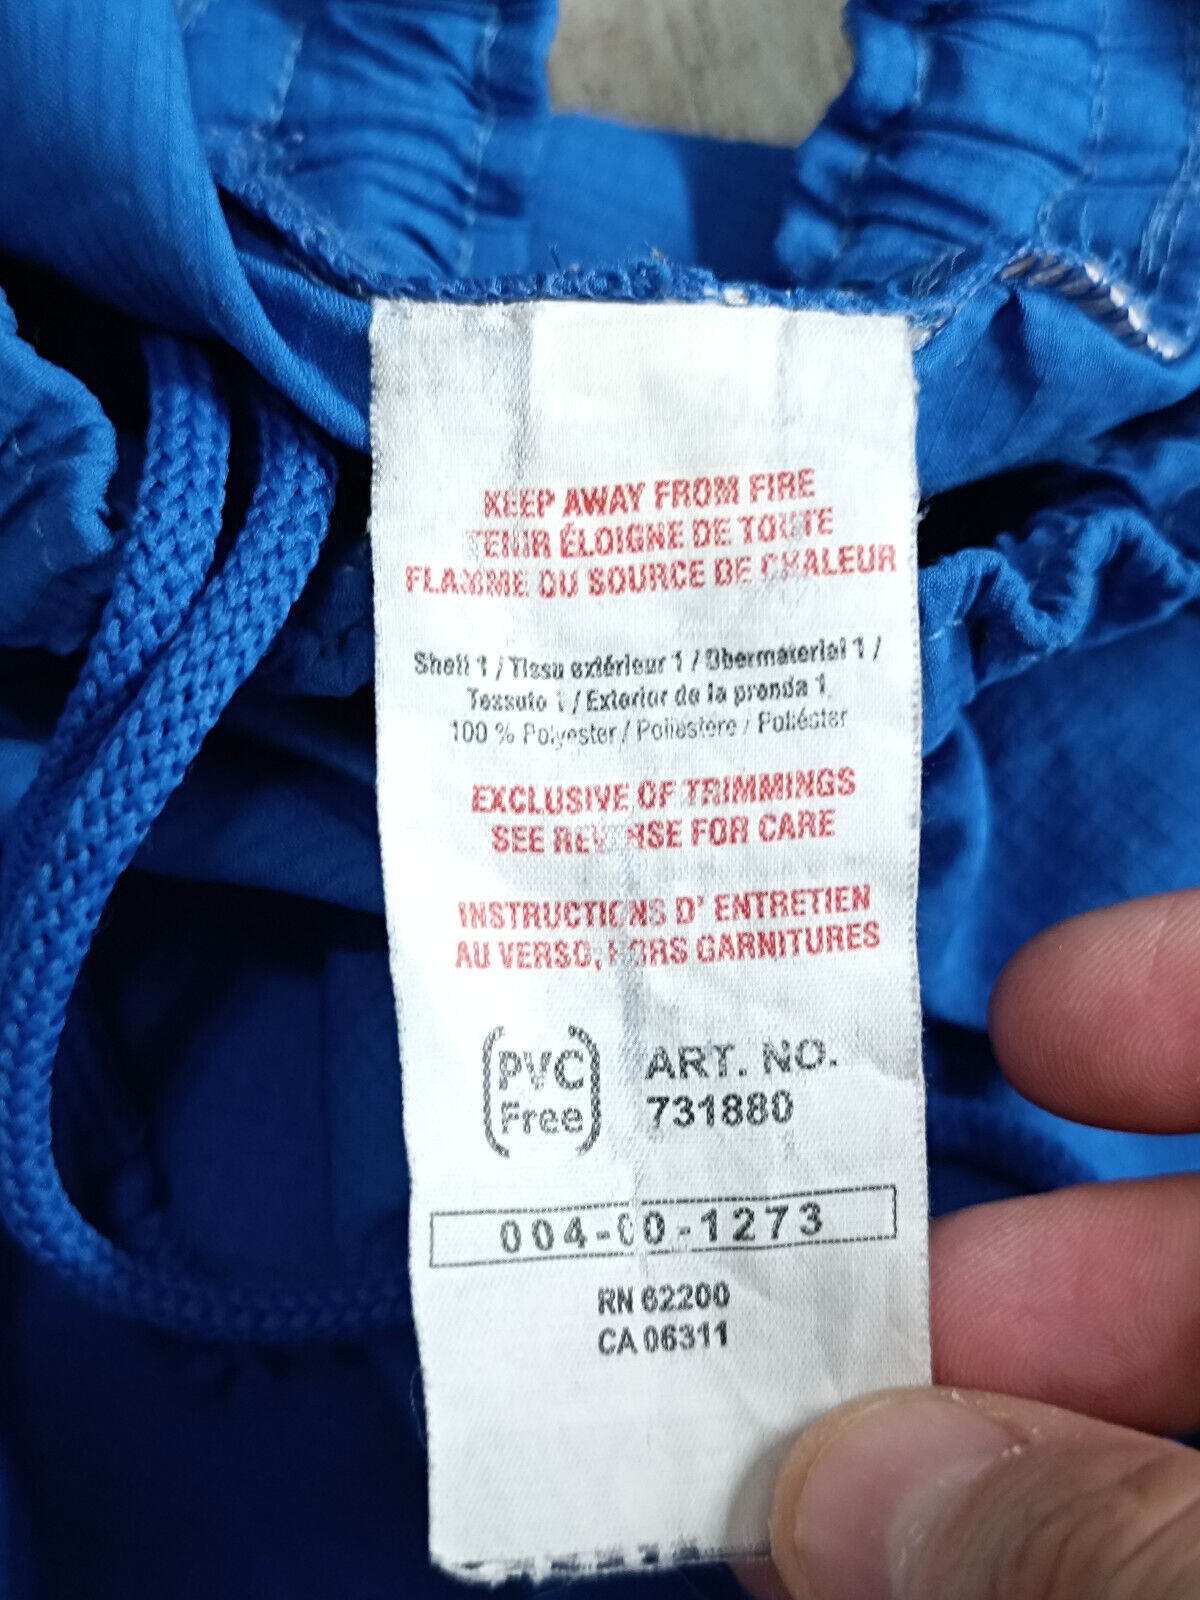 KEEP AWAY FROM FIRE
TENIR ÉLOIGNE DE TOUTE
FLAMME OU SOURCE DE CHALEUR
Shell 1 / Tissu extérieur 1 / Obermaterial 1 /
Tessuto 1 / Exterior de la prenda 1
100 % Polyester / Poliestere / Poliéster
EXCLUSIVE OF TRIMMINGS
SEE REVERSE FOR CARE
INSTRUCTIONS D' ENTRETIEN
AU VERSO, HORS GARNITURES
PVC
Free
ART. NO.
731880
004-00-1273
RN 62200
CA 06311